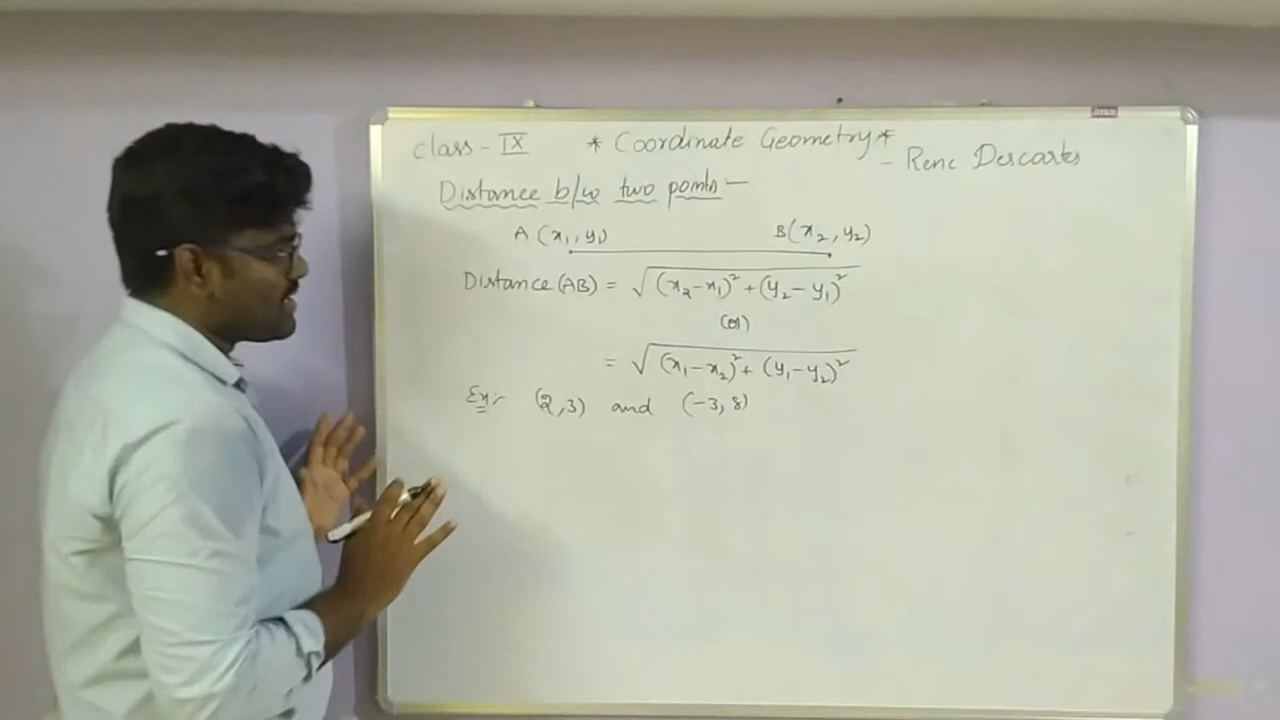 class - IX * Coordinate Geometry *
- Rene Descartes
Distance b/w two points -
A (x₁, y₁) B(x₂, y₂)
Distance (AB) = √(x₂-x₁)² + (y₂-y₁)²
(or)
= √(x₁-x₂)² + (y₁-y₂)²
Ex:- (2,3) and (-3,8)